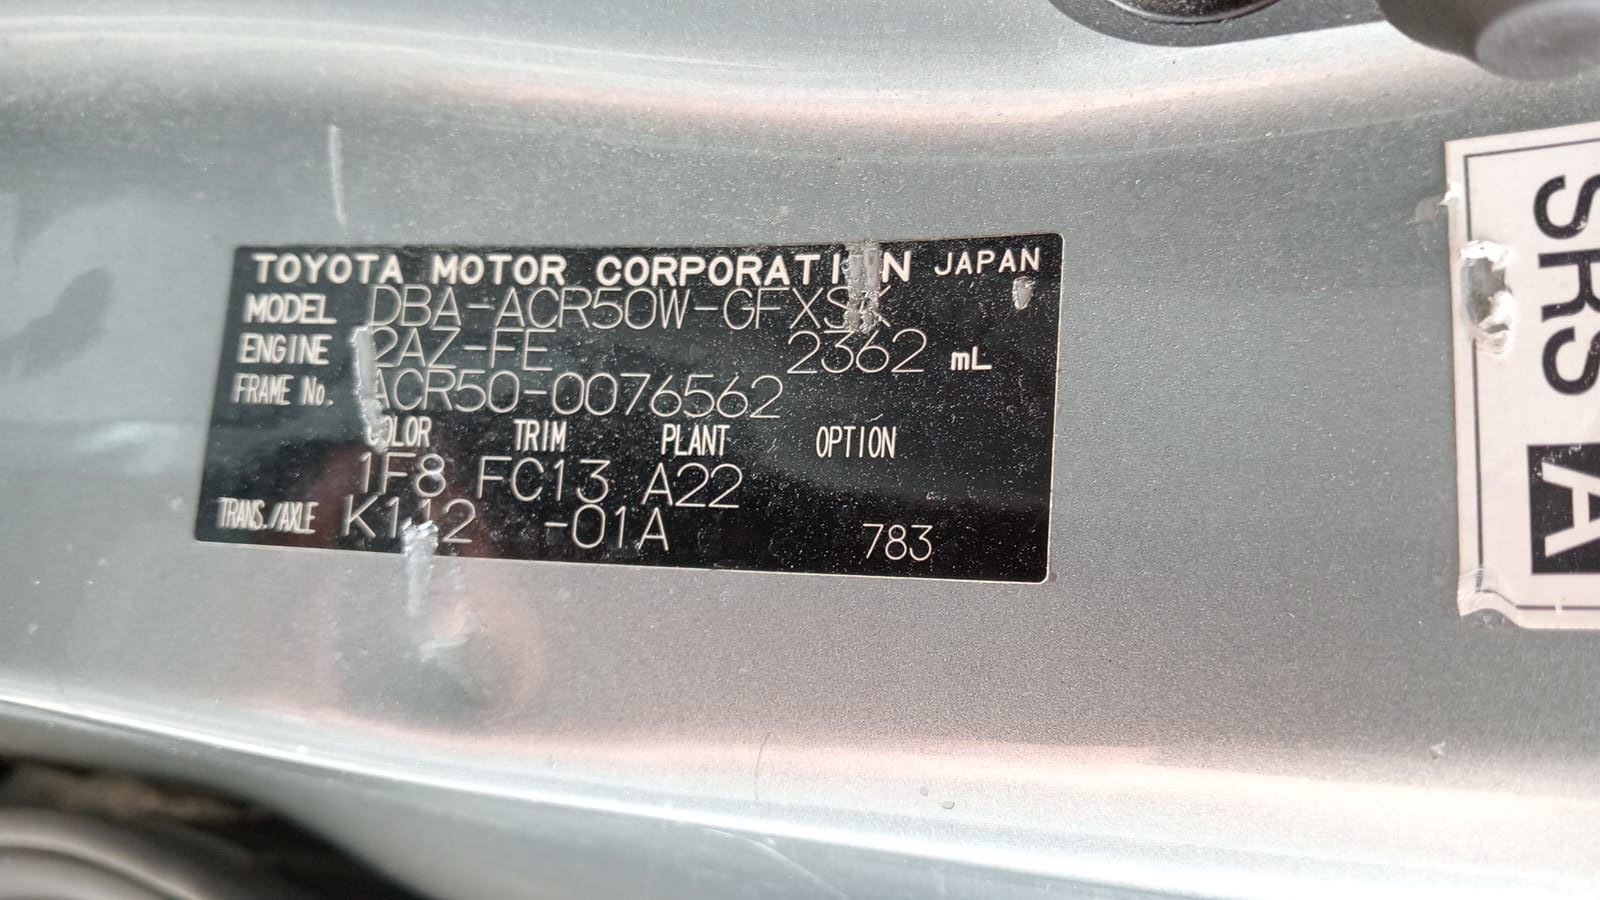 TOYOTA MOTOR CORPORATION JAPAN
MODEL DBA-ACR50W-GFXSK
ENGINE 2AZ-FE 2362 mL
FRAME No. ACR50-0076562
COLOR TRIM PLANT OPTION
1F8 FC13 A22
TRANS./AXLE K112 -01A 783
SRS A